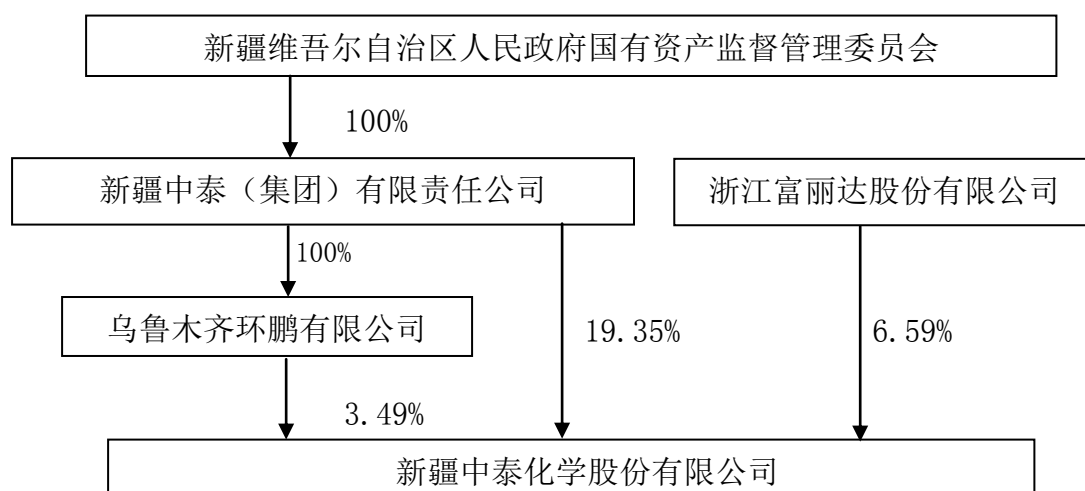 新疆维吾尔自治区人民政府国有资产监督管理委员会
100%
新疆中泰（集团）有限责任公司
浙江富丽达股份有限公司
100%
乌鲁木齐环鹏有限公司
19.35%
6.59%
3.49%
新疆中泰化学股份有限公司